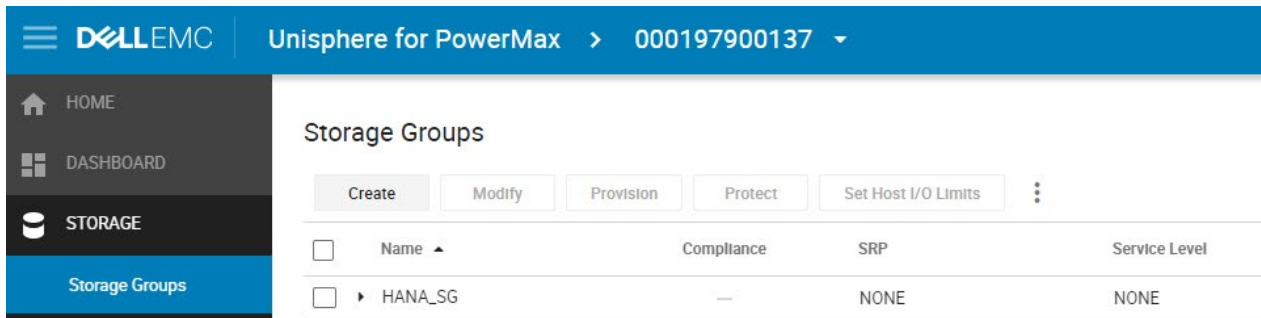 DELLEMC Unisphere for PowerMax > 000197900137
HOME
DASHBOARD
STORAGE
Storage Groups
Storage Groups
Create Modify Provision Protect Set Host I/O Limits
Name Compliance SRP Service Level
HANA_SG — NONE NONE